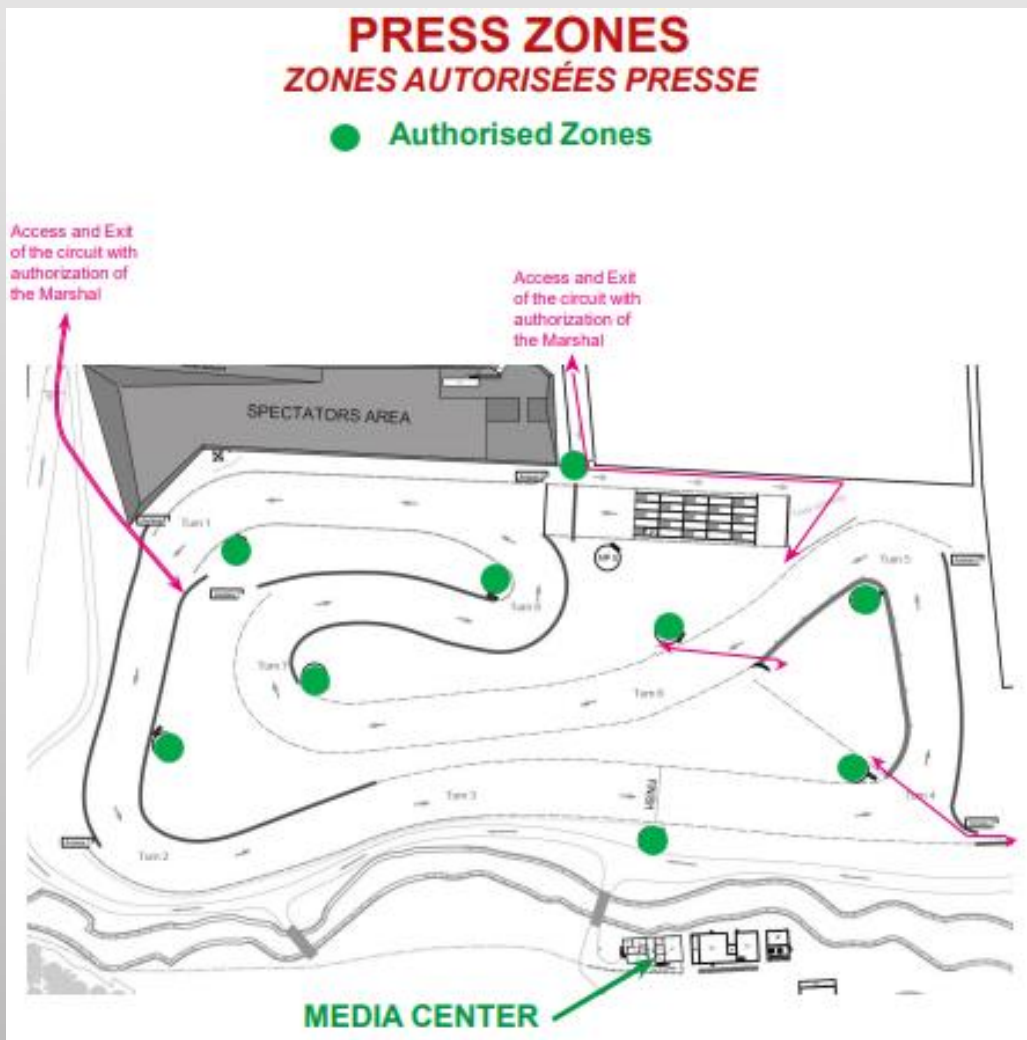 PRESS ZONES
ZONES AUTORISÉES PRESSE
Authorised Zones
Access and Exit
of the circuit with
authorization of
the Marshal
Access and Exit
of the circuit with
authorization of
the Marshal
SPECTATORS AREA
Turn 1
Turn 5
Turn 7
Turn 6
Turn 3
FINISH
Turn 4
Turn 2
MEDIA CENTER